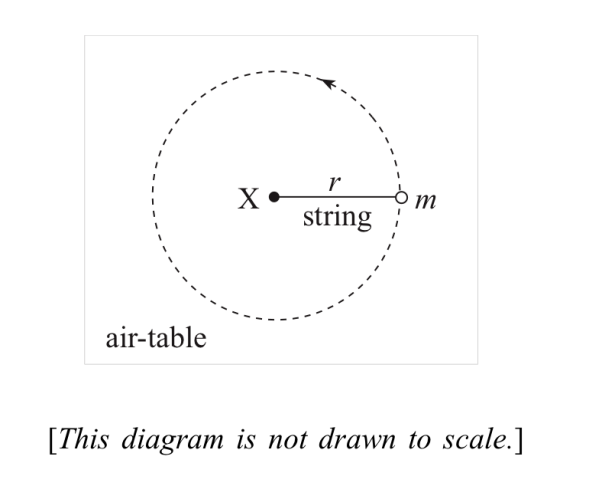 r
X m
string
air-table
[This diagram is not drawn to scale.]